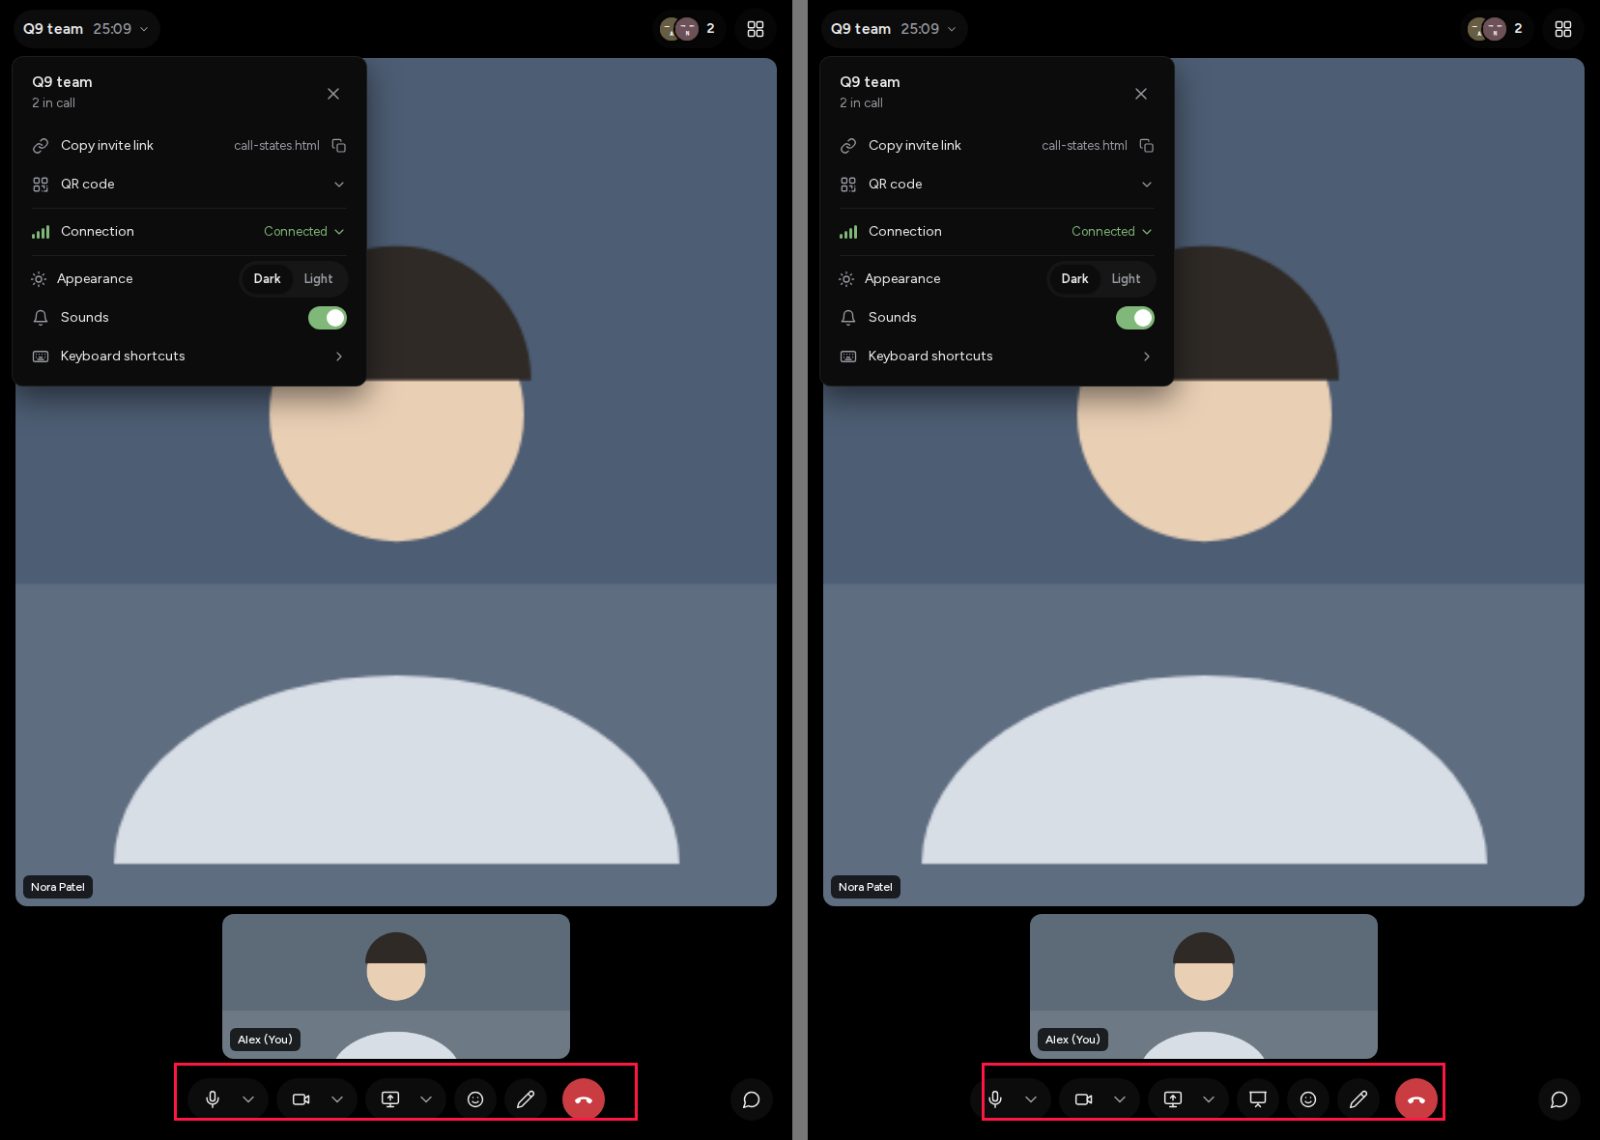 Q9 team 25:09
2
Q9 team
2 in call
Copy invite link call-states.html
QR code
Connection Connected
Appearance Dark Light
Sounds
Keyboard shortcuts
Nora Patel
Alex (You)
Q9 team 25:09
2
Q9 team
2 in call
Copy invite link call-states.html
QR code
Connection Connected
Appearance Dark Light
Sounds
Keyboard shortcuts
Nora Patel
Alex (You)